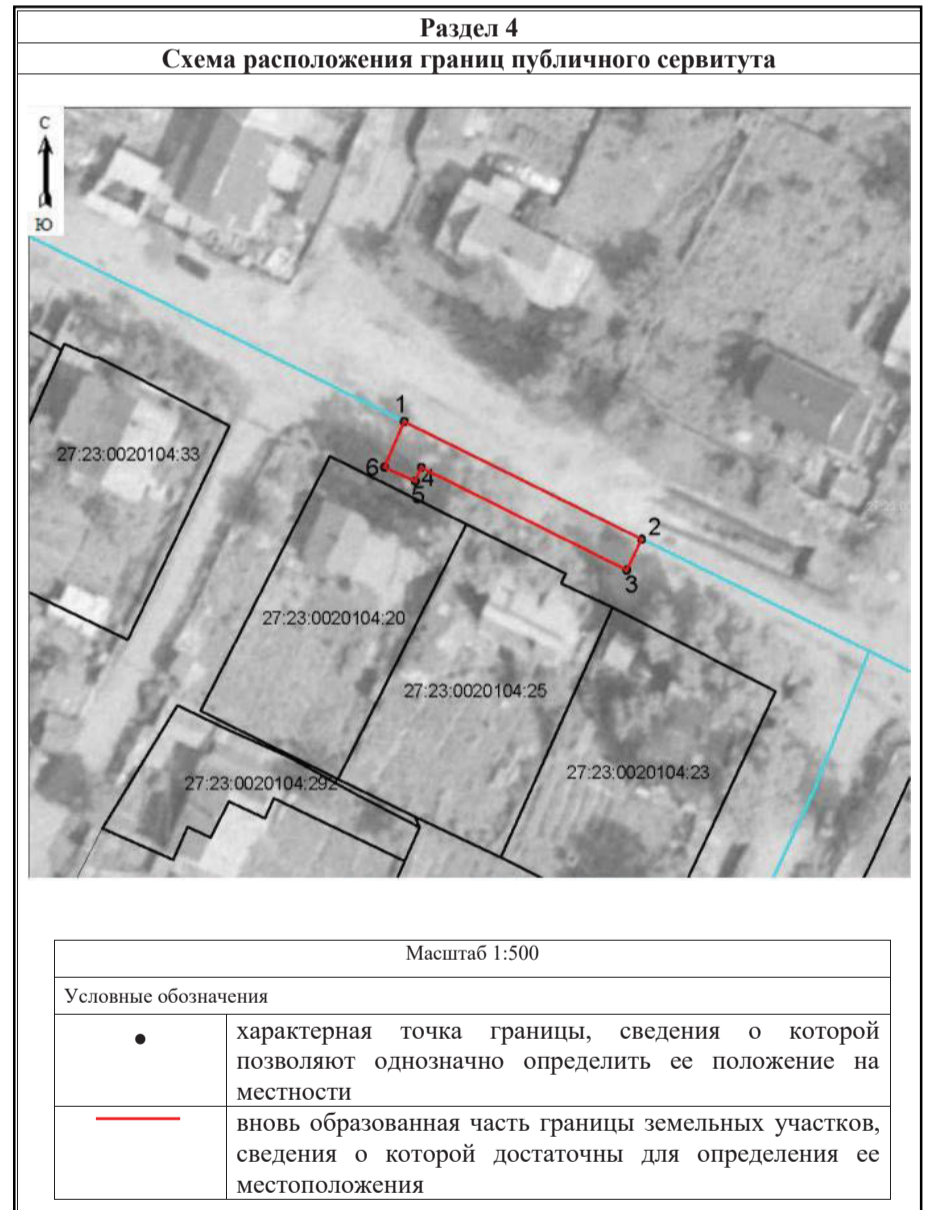 Раздел 4
Схема расположения границ публичного сервитута
С
Ю
1
27:23:0020104:33
6
4
5
2
3
27:23:0020104:20
27:23:0020104:25
27:23:0020104:23
27:23:0020104:292
Масштаб 1:500
Условные обозначения
характерная точка границы, сведения о которой
позволяют однозначно определить ее положение на
местности
вновь образованная часть границы земельных участков,
сведения о которой достаточны для определения ее
местоположения